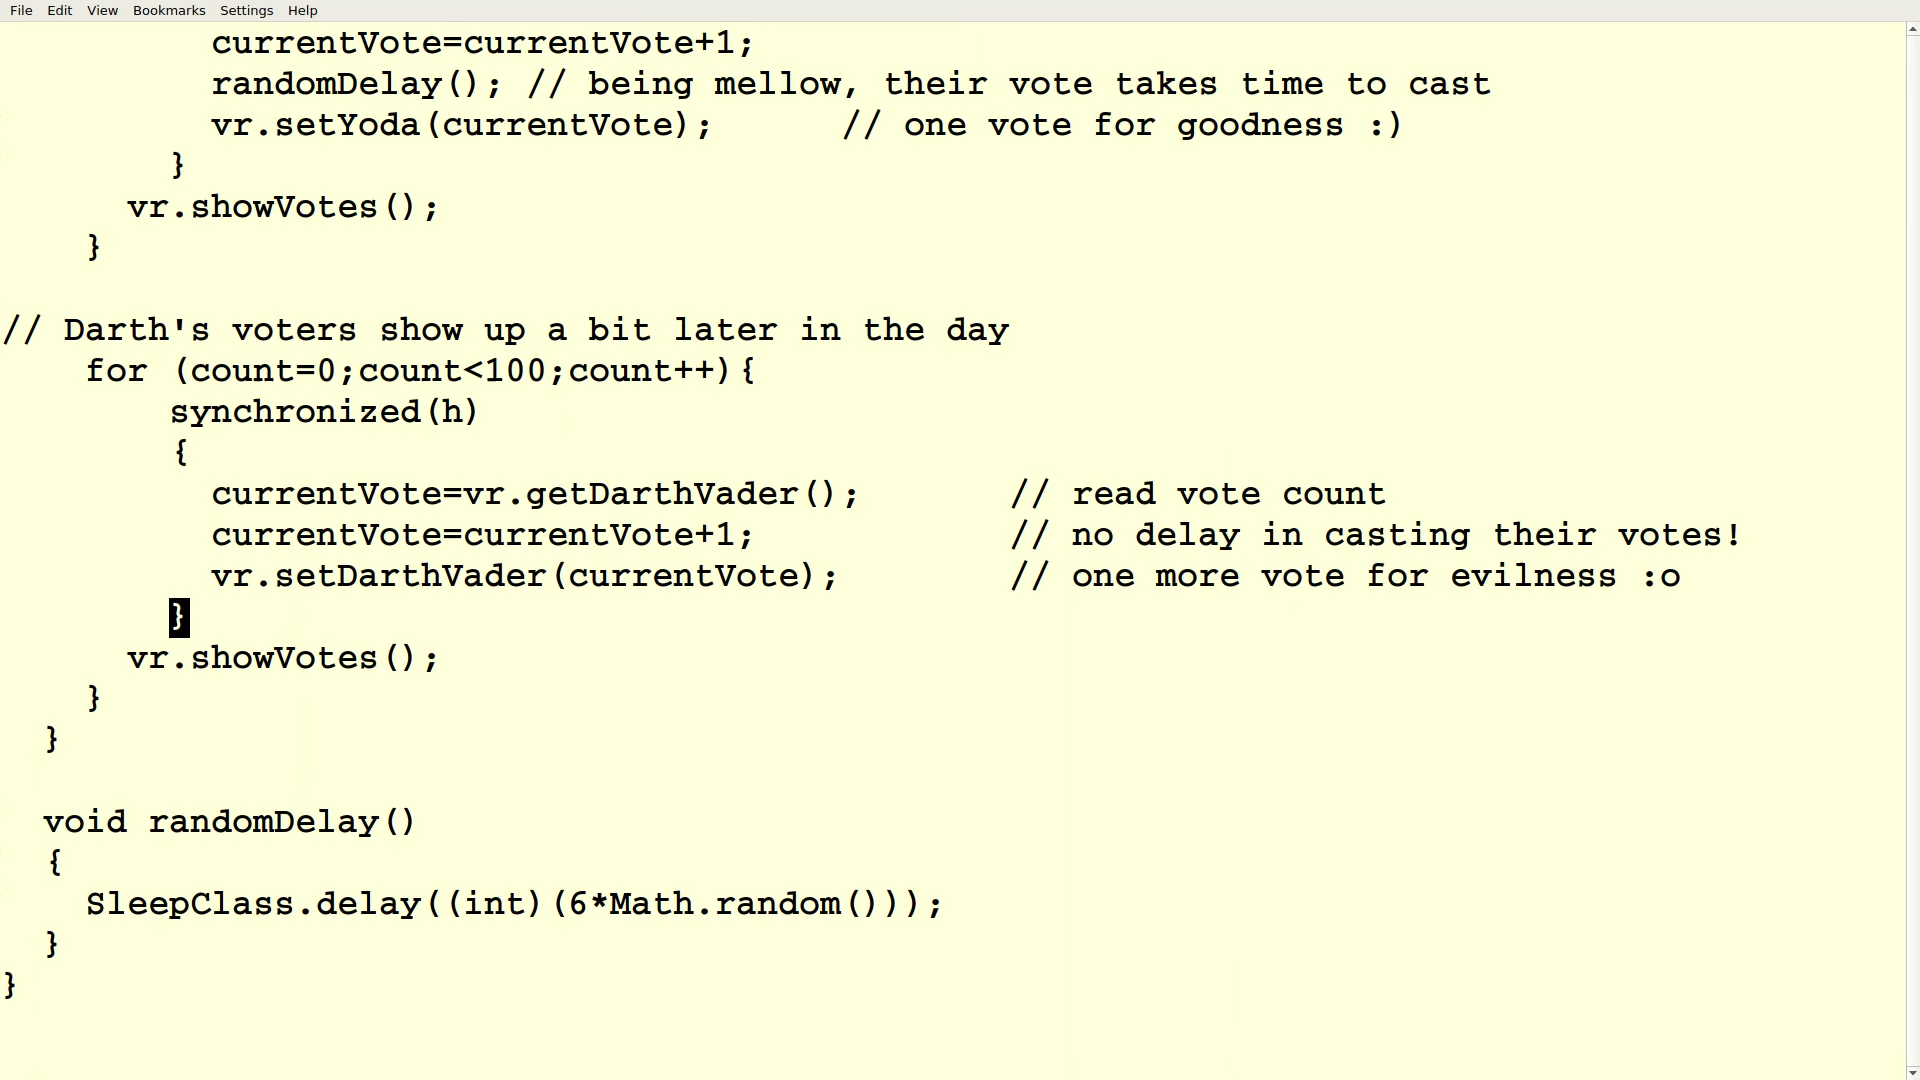 File Edit View Bookmarks Settings Help
currentVote=currentVote+1;
randomDelay(); // being mellow, their vote takes time to cast
vr.setYoda(currentVote); // one vote for goodness :)
}
vr.showVotes();
}
// Darth's voters show up a bit later in the day
for (count=0;count<100;count++){
synchronized(h)
{
currentVote=vr.getDarthVader(); // read vote count
currentVote=currentVote+1; // no delay in casting their votes!
vr.setDarthVader(currentVote); // one more vote for evilness :o
}
vr.showVotes();
}
}
void randomDelay()
{
SleepClass.delay((int)(6*Math.random()));
}
}